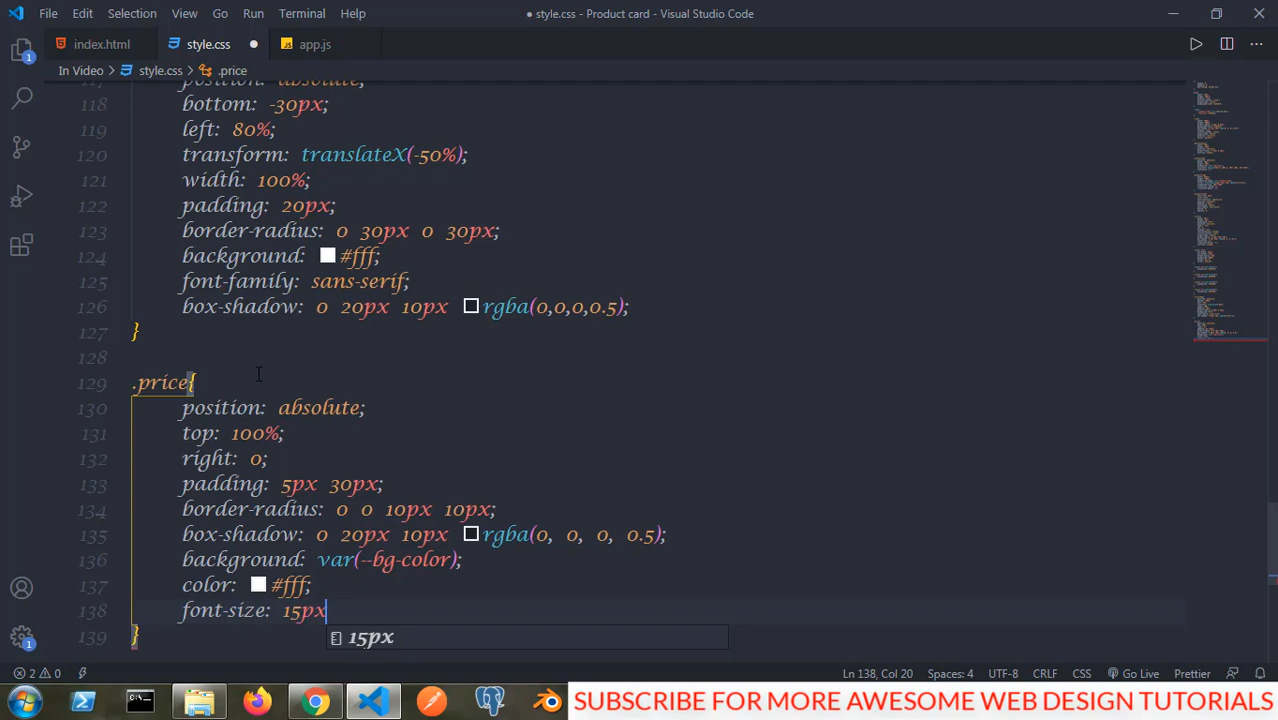 File Edit Selection View Go Run Terminal Help
● style.css - Product card - Visual Studio Code
index.html style.css ● app.js
In Video > style.css > .price
117 position: absolute;
118 bottom: -30px;
119 left: 80%;
120 transform: translateX(-50%);
121 width: 100%;
122 padding: 20px;
123 border-radius: 0 30px 0 30px;
124 background: #fff;
125 font-family: sans-serif;
126 box-shadow: 0 20px 10px rgba(0,0,0,0.5);
127 }
128
129 .price{
130 position: absolute;
131 top: 100%;
132 right: 0;
133 padding: 5px 30px;
134 border-radius: 0 0 10px 10px;
135 box-shadow: 0 20px 10px rgba(0, 0, 0, 0.5);
136 background: var(--bg-color);
137 color: #fff;
138 font-size: 15px
15px
139 }
1
1
2 0 Ln 138, Col 20 Spaces: 4 UTF-8 CRLF CSS Go Live Prettier
SUBSCRIBE FOR MORE AWESOME WEB DESIGN TUTORIALS